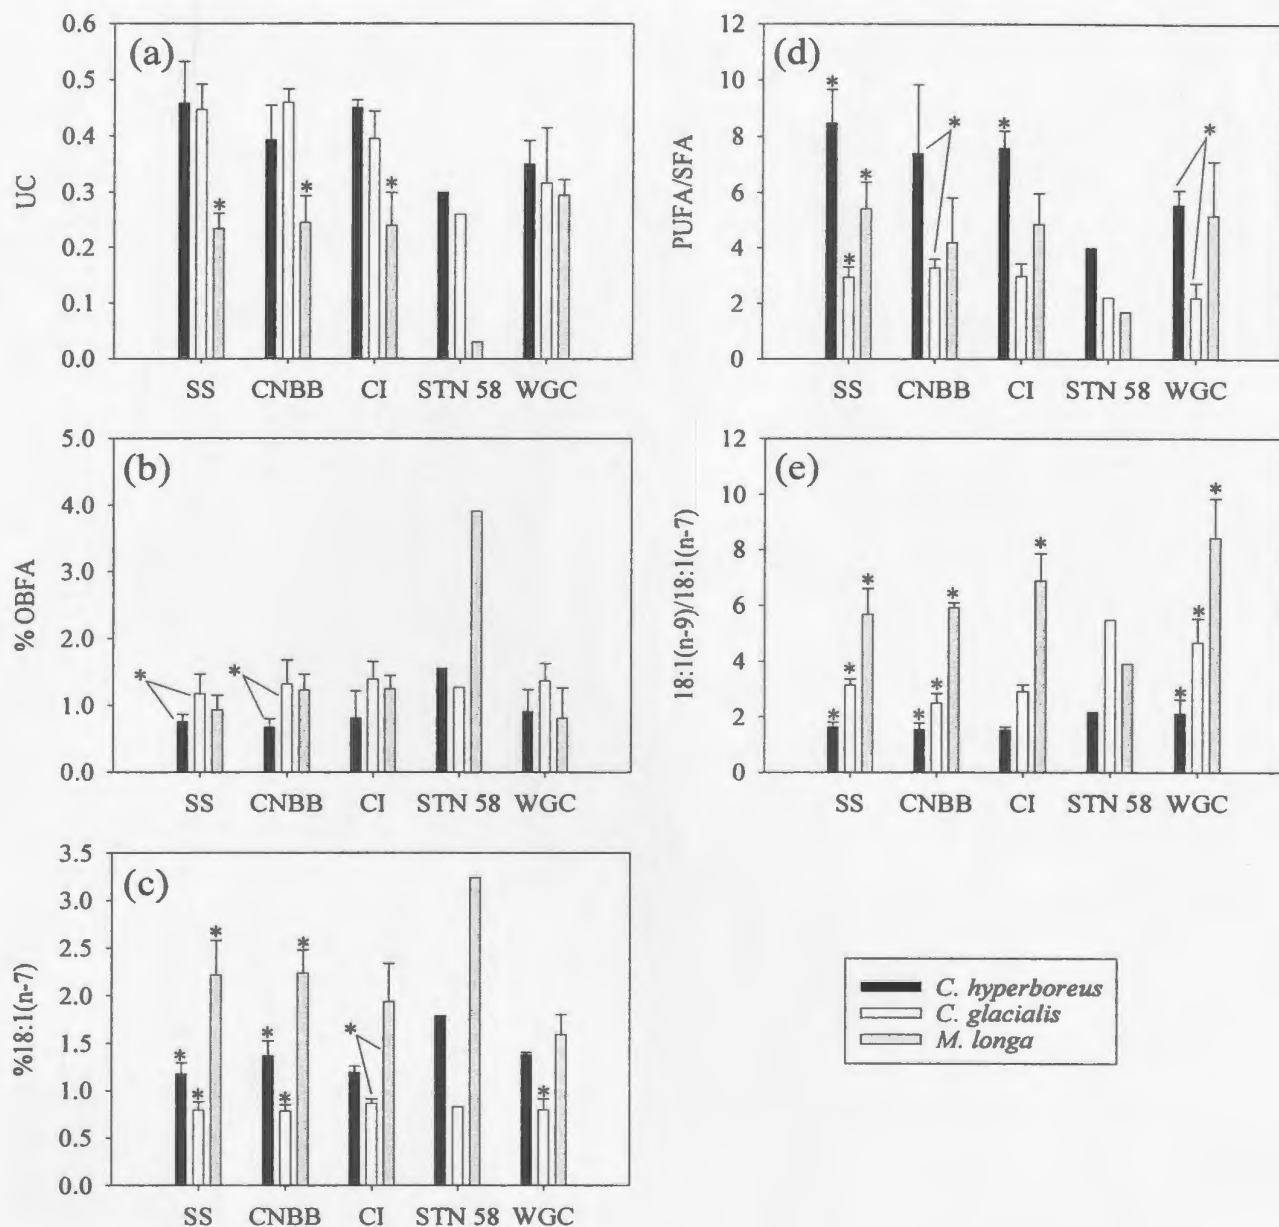 (a)
UC
0.6
0.5
0.4
0.3
0.2
0.1
0.0
* * *
SS CNBB CI STN 58 WGC
(d)
PUFA/SFA
12
10
8
6
4
2
0
* * * * * *
SS CNBB CI STN 58 WGC
(b)
% OBFA
5.0
4.0
3.0
2.0
1.0
0.0
* *
SS CNBB CI STN 58 WGC
(e)
18:1(n-9)/18:1(n-7)
12
10
8
6
4
2
0
* * * * * * * * * *
SS CNBB CI STN 58 WGC
(c)
%18:1(n-7)
3.5
3.0
2.5
2.0
1.5
1.0
0.5
0.0
* * * * * * * *
SS CNBB CI STN 58 WGC
C. hyperboreus
C. glacialis
M. longa